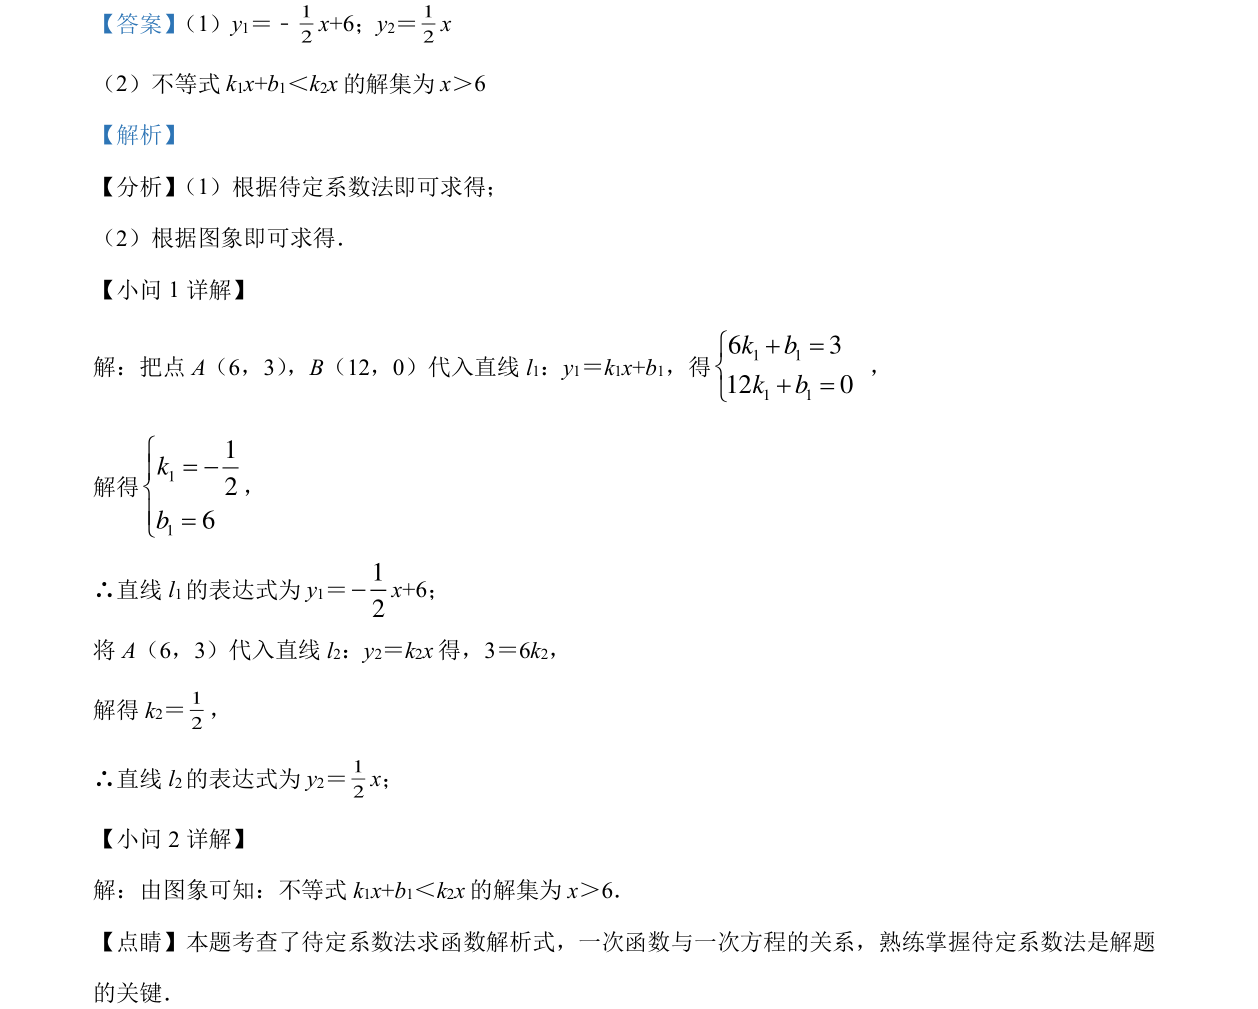 【答案】（1）y₁＝﹣1/2x+6；y₂＝1/2x
（2）不等式 k₁x+b₁＜k₂x 的解集为 x＞6
【解析】
【分析】（1）根据待定系数法即可求得；
（2）根据图象即可求得．
【小问 1 详解】
解：把点 A（6，3），B（12，0）代入直线 l₁：y₁＝k₁x+b₁，得{6k₁+b₁=3 12k₁+b₁=0，
解得{k₁=−1/2 b₁=6，
∴直线 l₁的表达式为 y₁＝−1/2x+6；
将 A（6，3）代入直线 l₂：y₂＝k₂x 得，3＝6k₂，
解得 k₂＝1/2，
∴直线 l₂的表达式为 y₂＝1/2x；
【小问 2 详解】
解：由图象可知：不等式 k₁x+b₁＜k₂x 的解集为 x＞6．
【点睛】本题考查了待定系数法求函数解析式，一次函数与一次方程的关系，熟练掌握待定系数法是解题
的关键．